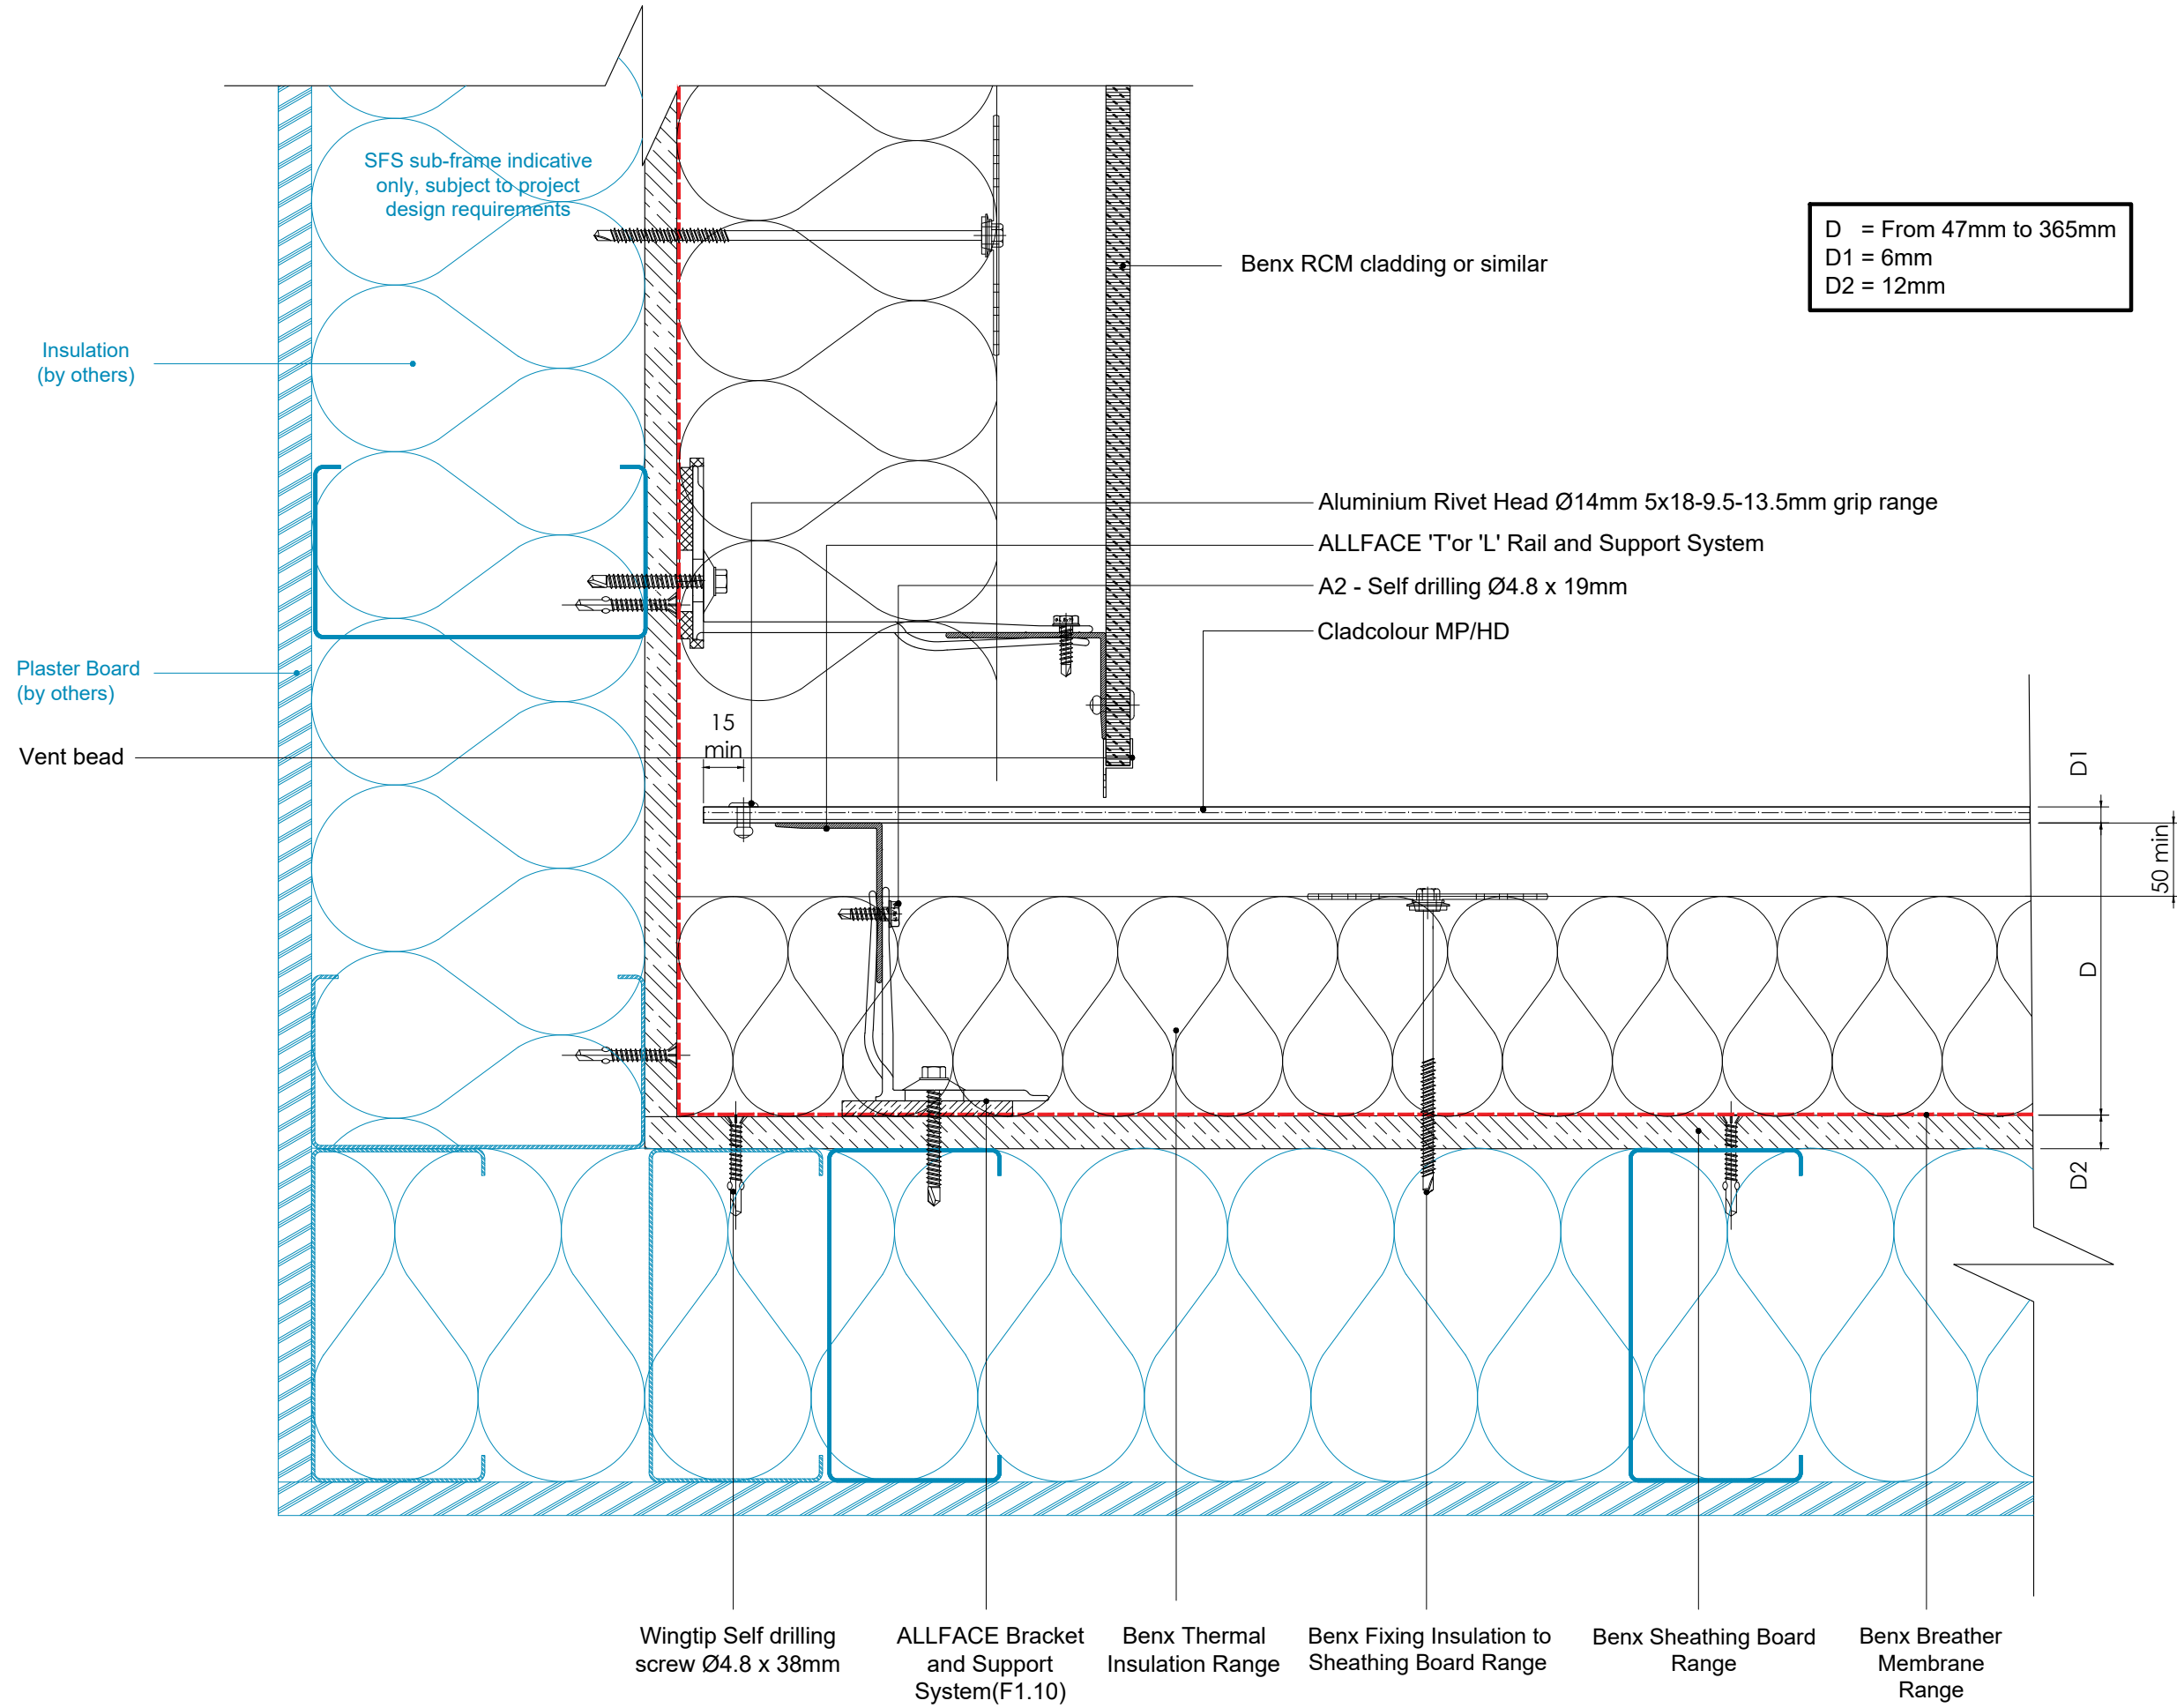 SFS sub-frame indicative
only, subject to project
design requirements
D = From 47mm to 365mm
D1 = 6mm
D2 = 12mm
Benx RCM cladding or similar
Insulation
(by others)
Aluminium Rivet Head Ø14mm 5x18-9.5-13.5mm grip range
ALLFACE 'T'or 'L' Rail and Support System
A2 - Self drilling Ø4.8 x 19mm
Cladcolour MP/HD
Plaster Board
(by others)
15
min
Vent bead
D1
50 min
D
D2
Wingtip Self drilling
screw Ø4.8 x 38mm
ALLFACE Bracket
and Support
System(F1.10)
Benx Thermal
Insulation Range
Benx Fixing Insulation to
Sheathing Board Range
Benx Sheathing Board
Range
Benx Breather
Membrane
Range